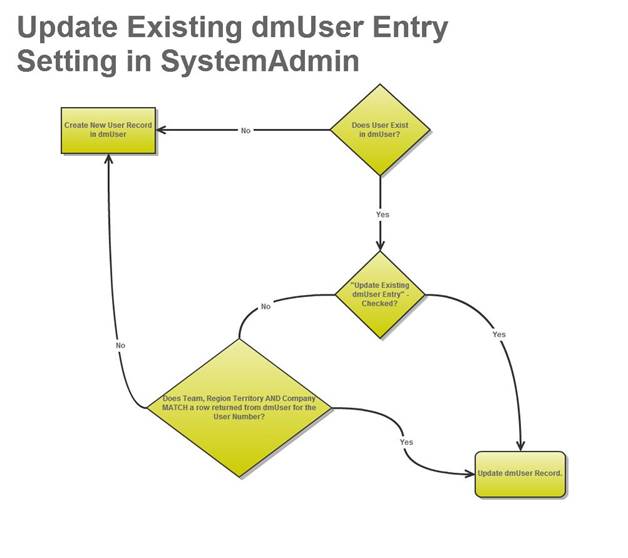 Update Existing dmUser Entry
Setting in SystemAdmin
Create New User Record
in dmUser
No
Does User Exist
in dmUser?
Yes
"Update Existing
dmUser Entry" -
Checked?
No
Yes
No
Does Team, Region Territory AND Company
MATCH a row returned from dmUser for the
User Number?
Yes
Update dmUser Record.